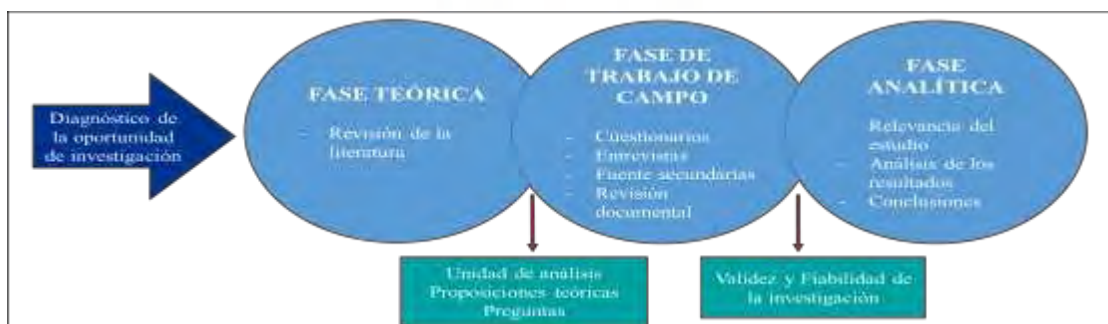 Diagnóstico de
la oportunidad
de investigación
FASE TEÓRICA
- Revisión de la
literatura
FASE DE
TRABAJO DE
CAMPO
- Cuestionarios
- Entrevistas
- Fuente secundarias
- Revisión
documental
FASE
ANALÍTICA
- Relevancia del
estudio
- Análisis de los
resultados
- Conclusiones
Unidad de análisis
Proposiciones teóricas
Preguntas
Validez y Fiabilidad de
la investigación